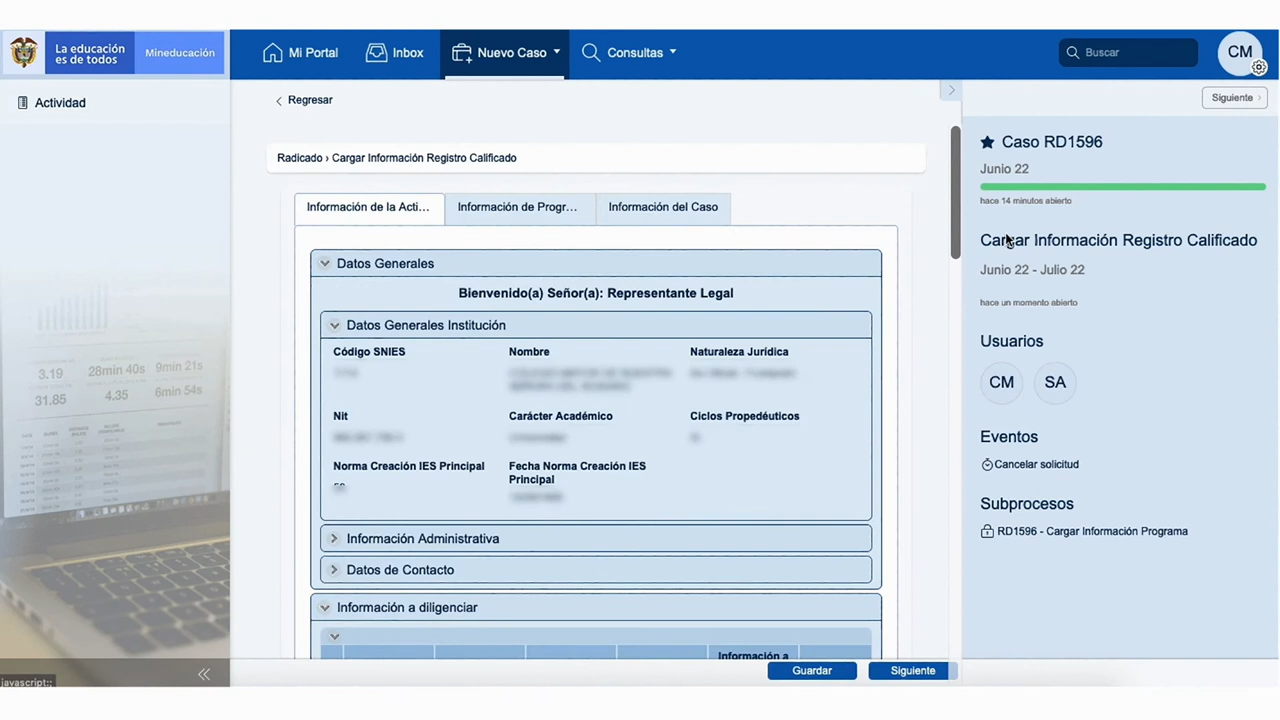 La educación
es de todos
Mineducación
Mi Portal
Inbox
Nuevo Caso
Consultas
Buscar
CM
Actividad
Regresar
Siguiente
Radicado › Cargar Información Registro Calificado
Información de la Acti...
Información de Progr...
Información del Caso
Datos Generales
Bienvenido(a) Señor(a): Representante Legal
Datos Generales Institución
Código SNIES
Nombre
Naturaleza Jurídica
Nit
Carácter Académico
Ciclos Propedéuticos
Norma Creación IES Principal
Fecha Norma Creación IES
Principal
Información Administrativa
Datos de Contacto
Información a diligenciar
Información a
Guardar
Siguiente
Caso RD1596
Junio 22
hace 14 minutos abierto
Cargar Información Registro Calificado
Junio 22 - Julio 22
hace un momento abierto
Usuarios
CM
SA
Eventos
Cancelar solicitud
Subprocesos
RD1596 - Cargar Información Programa
3.19
28min 40s
9min 21s
31.85
4.35
6min 54s
javascript:;